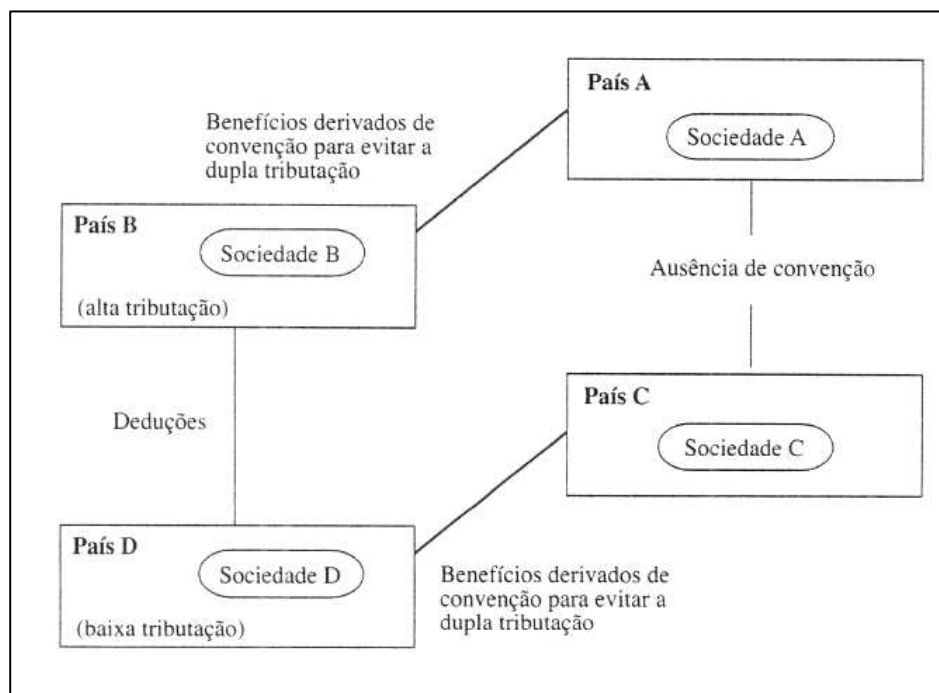 País A
Sociedade A
Benefícios derivados de
convenção para evitar a
dupla tributação
País B
Sociedade B
(alta tributação)
Ausência de convenção
Deduções
País C
Sociedade C
País D
Sociedade D
(baixa tributação)
Benefícios derivados de
convenção para evitar a
dupla tributação